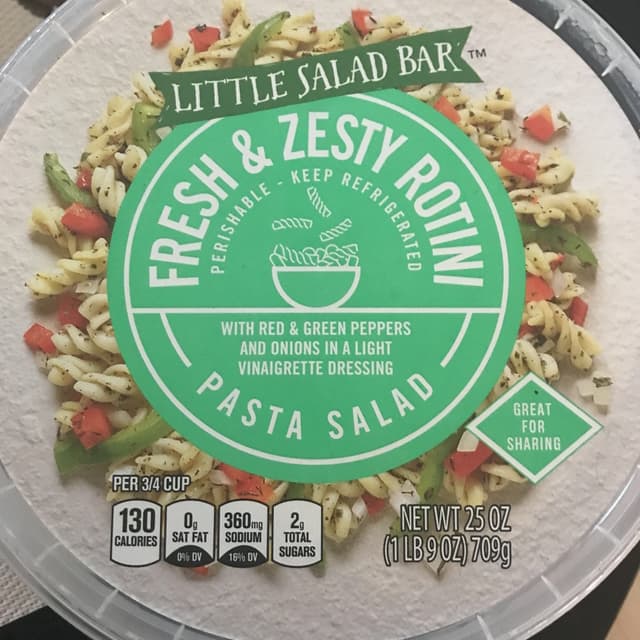 LITTLE SALAD BAR™
FRESH & ZESTY ROTINI
PERISHABLE - KEEP REFRIGERATED
WITH RED & GREEN PEPPERS
AND ONIONS IN A LIGHT
VINAIGRETTE DRESSING
PASTA SALAD
GREAT
FOR
SHARING
PER 3/4 CUP
130
CALORIES
0g
SAT FAT
0% DV
360mg
SODIUM
16% DV
2g
TOTAL
SUGARS
NET WT 25 OZ
(1 LB 9 OZ) 709g